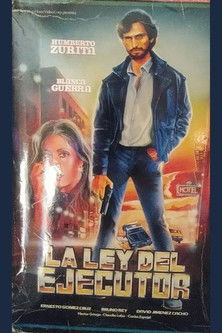 HUMBERTO
ZURITA
BLANCA
GUERRA
HOTEL
LA LEY DEL
EJECUTOR
ERNESTO GOMEZ CRUZ BRUNO REY DAVID JIMENEZ CACHO